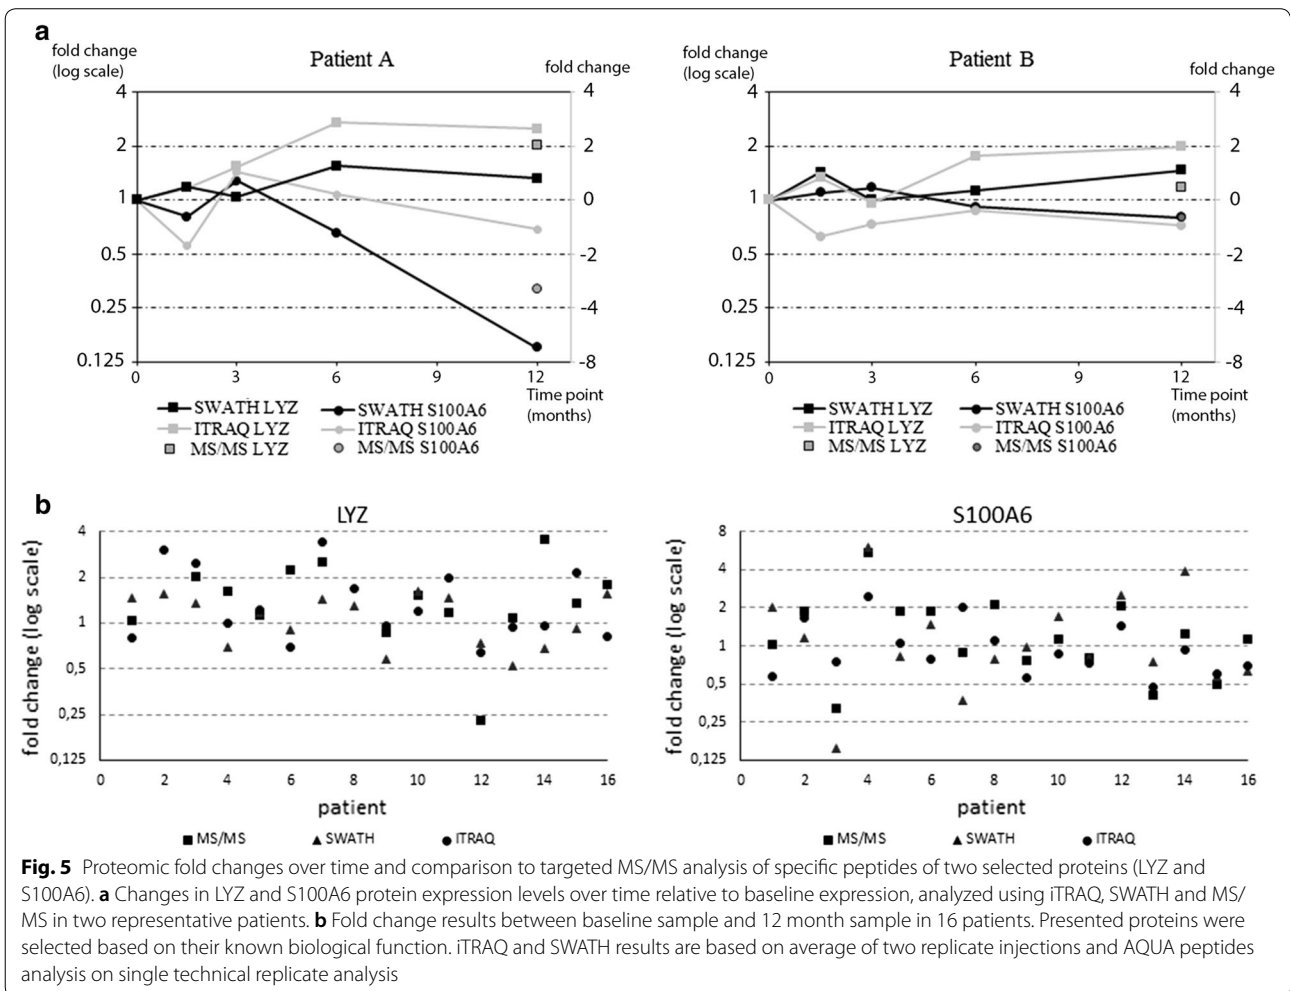 a
fold change
(log scale)
Patient A
fold change
4
2
1
0.5
0.25
0.125
4
2
0
-2
-4
-8
0
3
6
9
12
Time point
(months)
SWATH LYZ
SWATH S100A6
ITRAQ LYZ
ITRAQ S100A6
MS/MS LYZ
MS/MS S100A6
fold change
(log scale)
Patient B
fold change
4
2
1
0.5
0.25
0.125
4
2
0
-2
-4
-8
0
3
6
9
12
Time point
(months)
SWATH LYZ
SWATH S100A6
ITRAQ LYZ
ITRAQ S100A6
MS/MS LYZ
MS/MS S100A6
b
LYZ
fold change (log scale)
4
2
1
0,5
0,25
0,125
0 2 4 6 8 10 12 14 16
patient
MS/MS SWATH ITRAQ
S100A6
fold change (log scale)
8
4
2
1
0,5
0,25
0,125
0 2 4 6 8 10 12 14 16
patient
MS/MS SWATH ITRAQ
Fig. 5 Proteomic fold changes over time and comparison to targeted MS/MS analysis of specific peptides of two selected proteins (LYZ and
S100A6). a Changes in LYZ and S100A6 protein expression levels over time relative to baseline expression, analyzed using iTRAQ, SWATH and MS/
MS in two representative patients. b Fold change results between baseline sample and 12 month sample in 16 patients. Presented proteins were
selected based on their known biological function. iTRAQ and SWATH results are based on average of two replicate injections and AQUA peptides
analysis on single technical replicate analysis